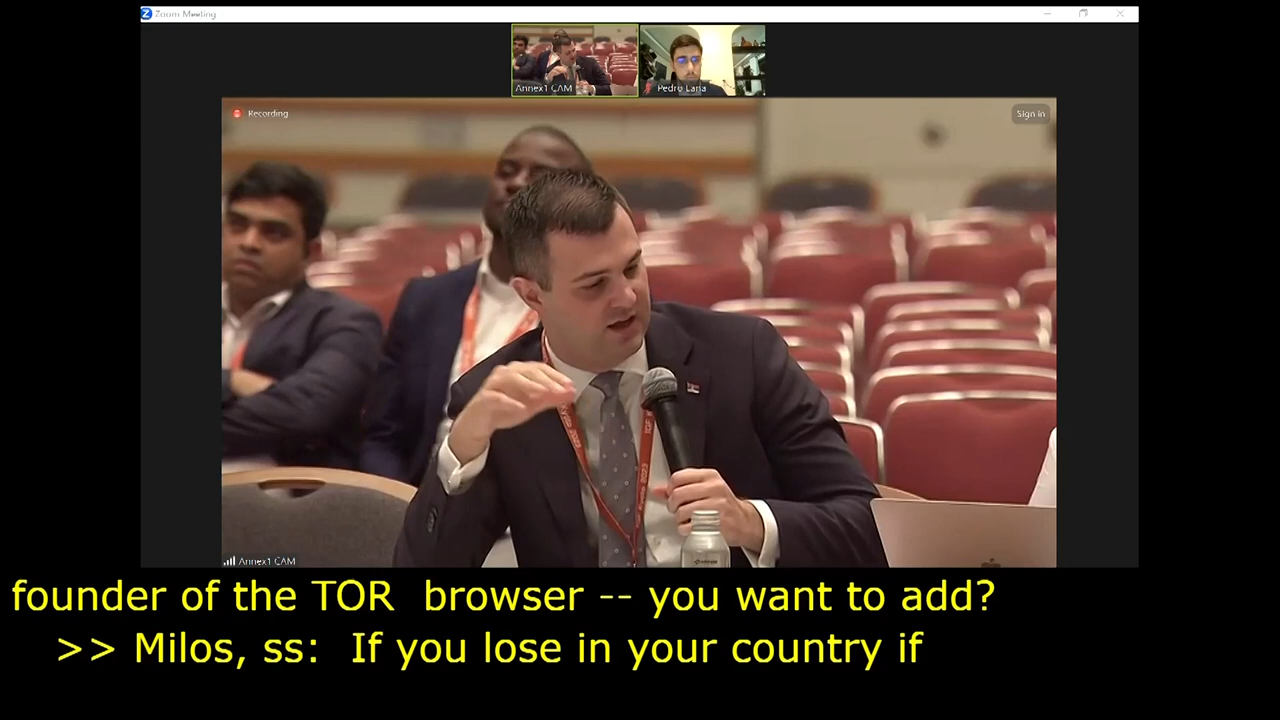 Zoom Meeting
Annex1 CAM
Pedro Lana
Recording
Sign in
Annex1 CAM
founder of the TOR  browser -- you want to add?
>> Milos, ss:  If you lose in your country if